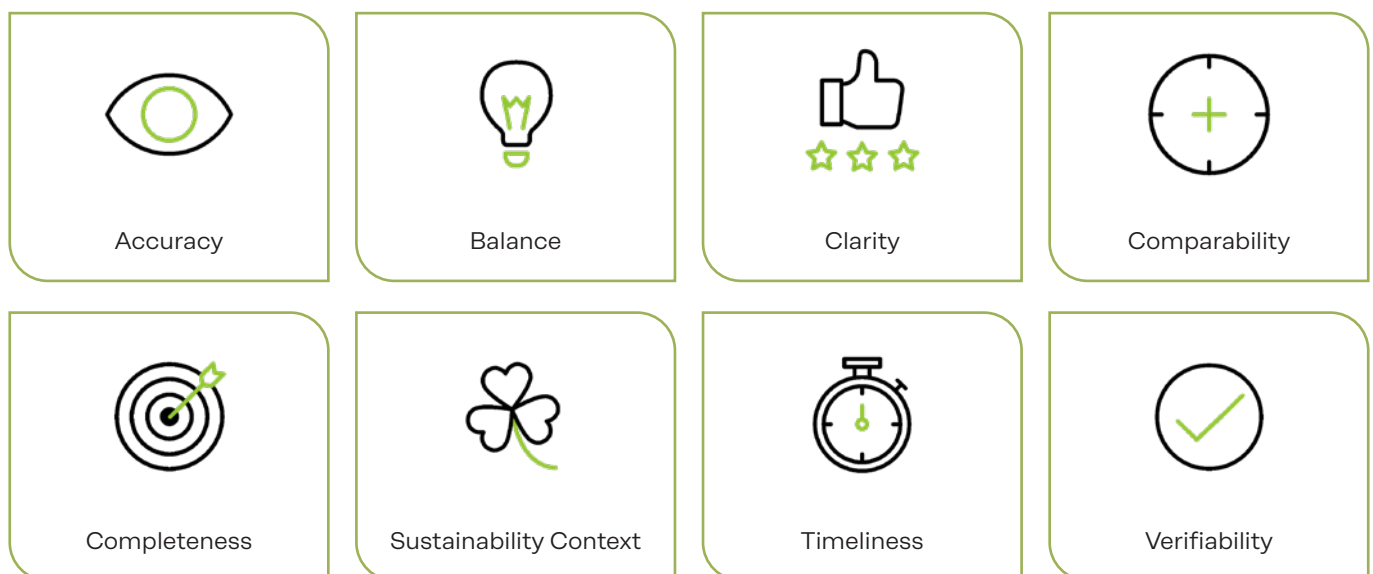 Accuracy
Balance
Clarity
Comparability
Completeness
Sustainability Context
Timeliness
Verifiability